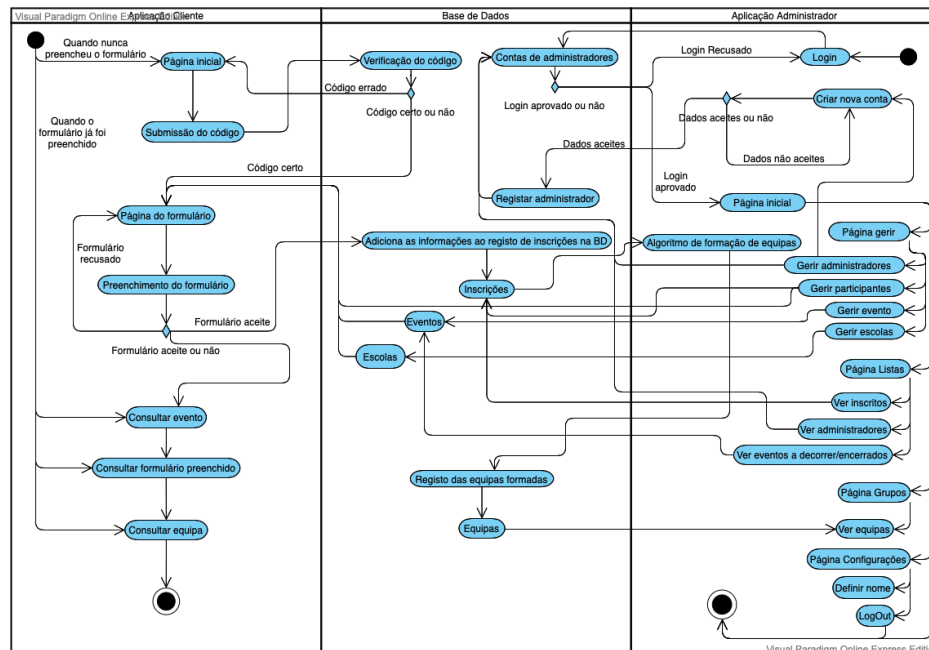 Visual Paradigm Online Express Edition
Aplicação Cliente
Base de Dados
Aplicação Administrador
Quando nunca
preencheu o formulário
Página inicial
Verificação do código
Contas de administradores
Login Recusado
Login
Código errado
Código certo ou não
Login aprovado ou não
Criar nova conta
Dados aceites ou não
Quando o
formulário já foi
preenchido
Submissão do código
Dados aceites
Dados não aceites
Código certo
Login
aprovado
Registar administrador
Página inicial
Página do formulário
Página gerir
Formulário
recusado
Adiciona as informações ao registo de inscrições na BD
Algoritmo de formação de equipas
Gerir administradores
Preenchimento do formulário
Inscrições
Gerir participantes
Gerir evento
Formulário aceite
Eventos
Gerir escolas
Formulário aceite ou não
Escolas
Página Listas
Ver inscritos
Consultar evento
Ver administradores
Ver eventos a decorrer/encerrados
Consultar formulário preenchido
Registo das equipas formadas
Página Grupos
Consultar equipa
Equipas
Ver equipas
Página Configurações
Definir nome
LogOut
Visual Paradigm Online Express Editi